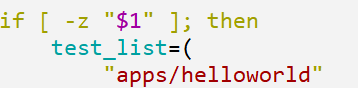 if [ -z "$1" ]; then
    test_list=(
        "apps/helloworld"